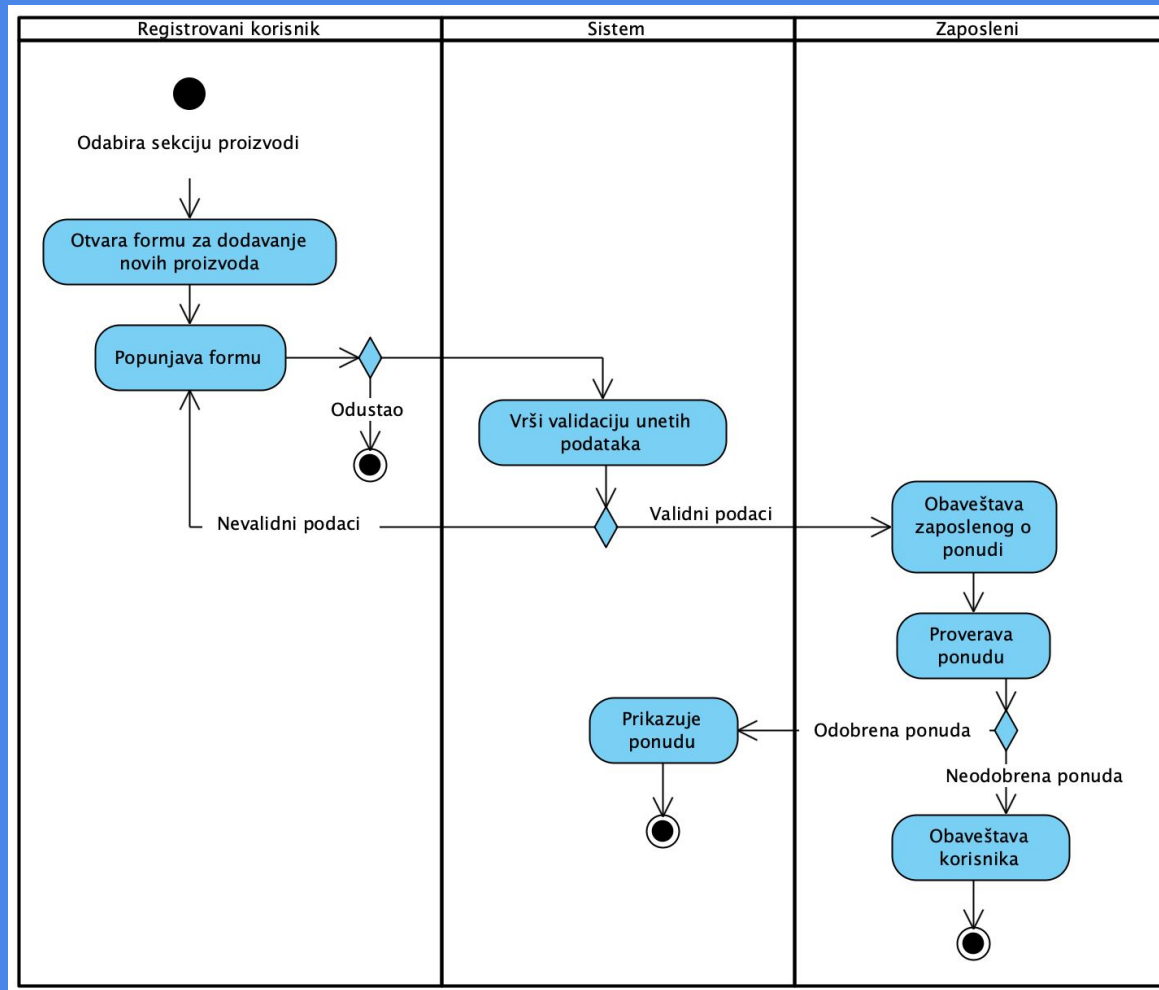 Registrovani korisnik
Sistem
Zaposleni
Odabira sekciju proizvodi
Otvara formu za dodavanje
novih proizvoda
Popunjava formu
Odustao
Vrši validaciju unetih
podataka
Nevalidni podaci
Validni podaci
Obaveštava
zaposlenog o
ponudi
Proverava
ponudu
Prikazuje
ponudu
Odobrena ponuda
Neodobrena ponuda
Obaveštava
korisnika